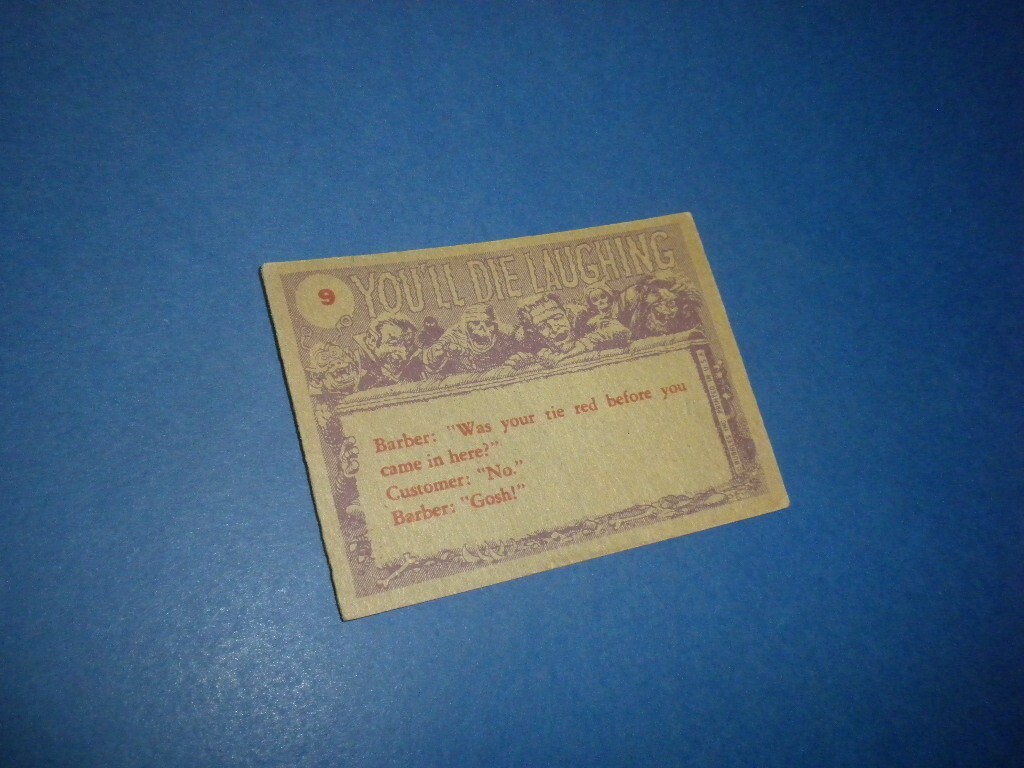 9
YOU'LL DIE LAUGHING
Barber: "Was your tie red before you
came in here?"
Customer: "No."
Barber: "Gosh!"